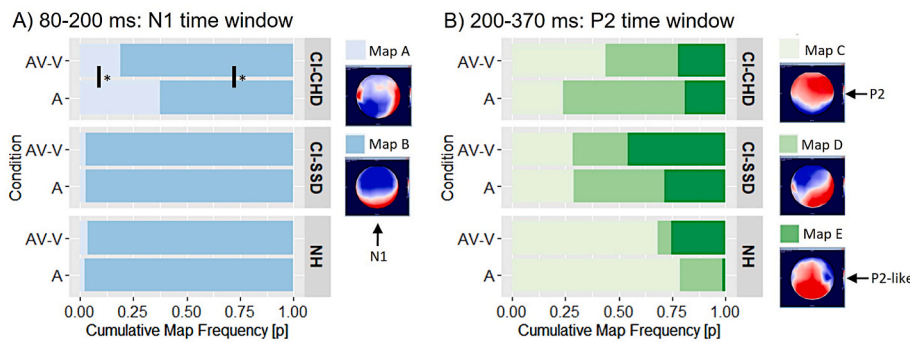 A) 80-200 ms: N1 time window
AV-V
A
CI-CHD
*
*
AV-V
A
CI-SSD
AV-V
A
NH
Condition
0.00 0.25 0.50 0.75 1.00
Cumulative Map Frequency [p]
Map A
Map B
N1
B) 200-370 ms: P2 time window
AV-V
A
CI-CHD
AV-V
A
CI-SSD
AV-V
A
NH
Condition
0.00 0.25 0.50 0.75 1.00
Cumulative Map Frequency [p]
Map C
P2
Map D
Map E
P2-like